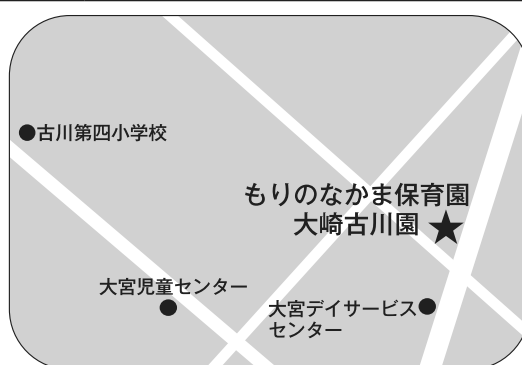 古川第四小学校
もりのなかま保育園
大崎古川園
大宮児童センター
大宮デイサービス
センター